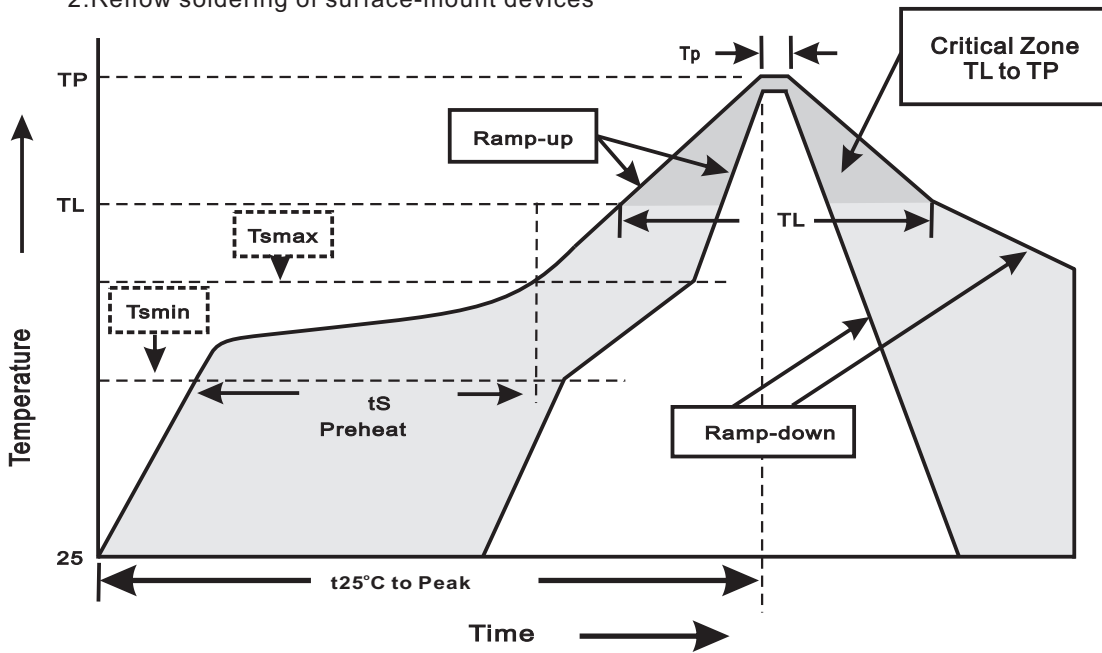 2.Reflow soldering of surface-mount devices
Tp
Critical Zone
TL to TP
TP
Ramp-up
TL
TL
Tsmax
Tsmin
tS
Preheat
Ramp-down
Temperature
25
t25°C to Peak
Time